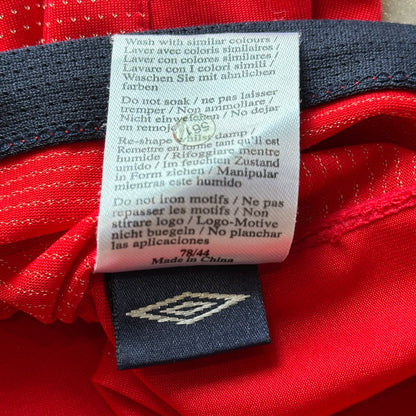 Wash with similar colours /
Laver avec coloris similaires /
Lavar con colores similares /
Lavare con I colori simili /
Waschen Sie mit ähnlichen
farben
Do not soak / ne pas laisser
tremper / Non ammollare /
Nicht einweichen / No dejar
en remojo
Re-shape whilst damp /
Remettre en forme tant qu'il est
humide / Rifoggiare mentre
umido / Im feuchten Zustand
in Form ziehen / Manipular
mientras este humido
Do not iron motifs / Ne pas
repasser les motifs / Non
stirare logo / Logo-Motive
nicht buegeln / No planchar
las aplicaciones
78/44
Made in China